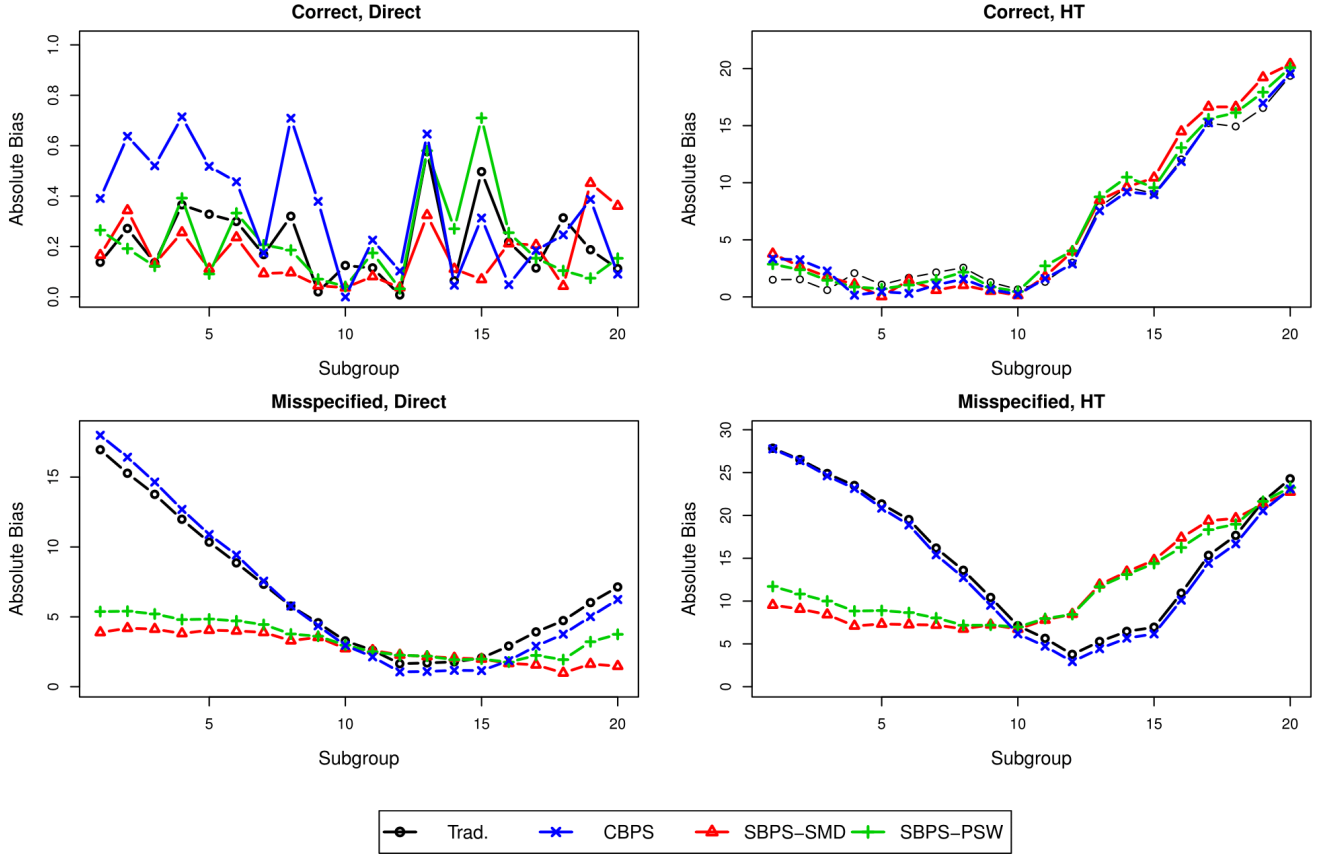 Correct, Direct
Absolute Bias
0.0 0.2 0.4 0.6 0.8 1.0
5 10 15 20
Subgroup
Correct, HT
Absolute Bias
0 5 10 15 20
5 10 15 20
Subgroup
Misspecified, Direct
Absolute Bias
0 5 10 15
5 10 15 20
Subgroup
Misspecified, HT
Absolute Bias
0 5 10 15 20 25 30
5 10 15 20
Subgroup
Trad. CBPS SBPS−SMD SBPS−PSW